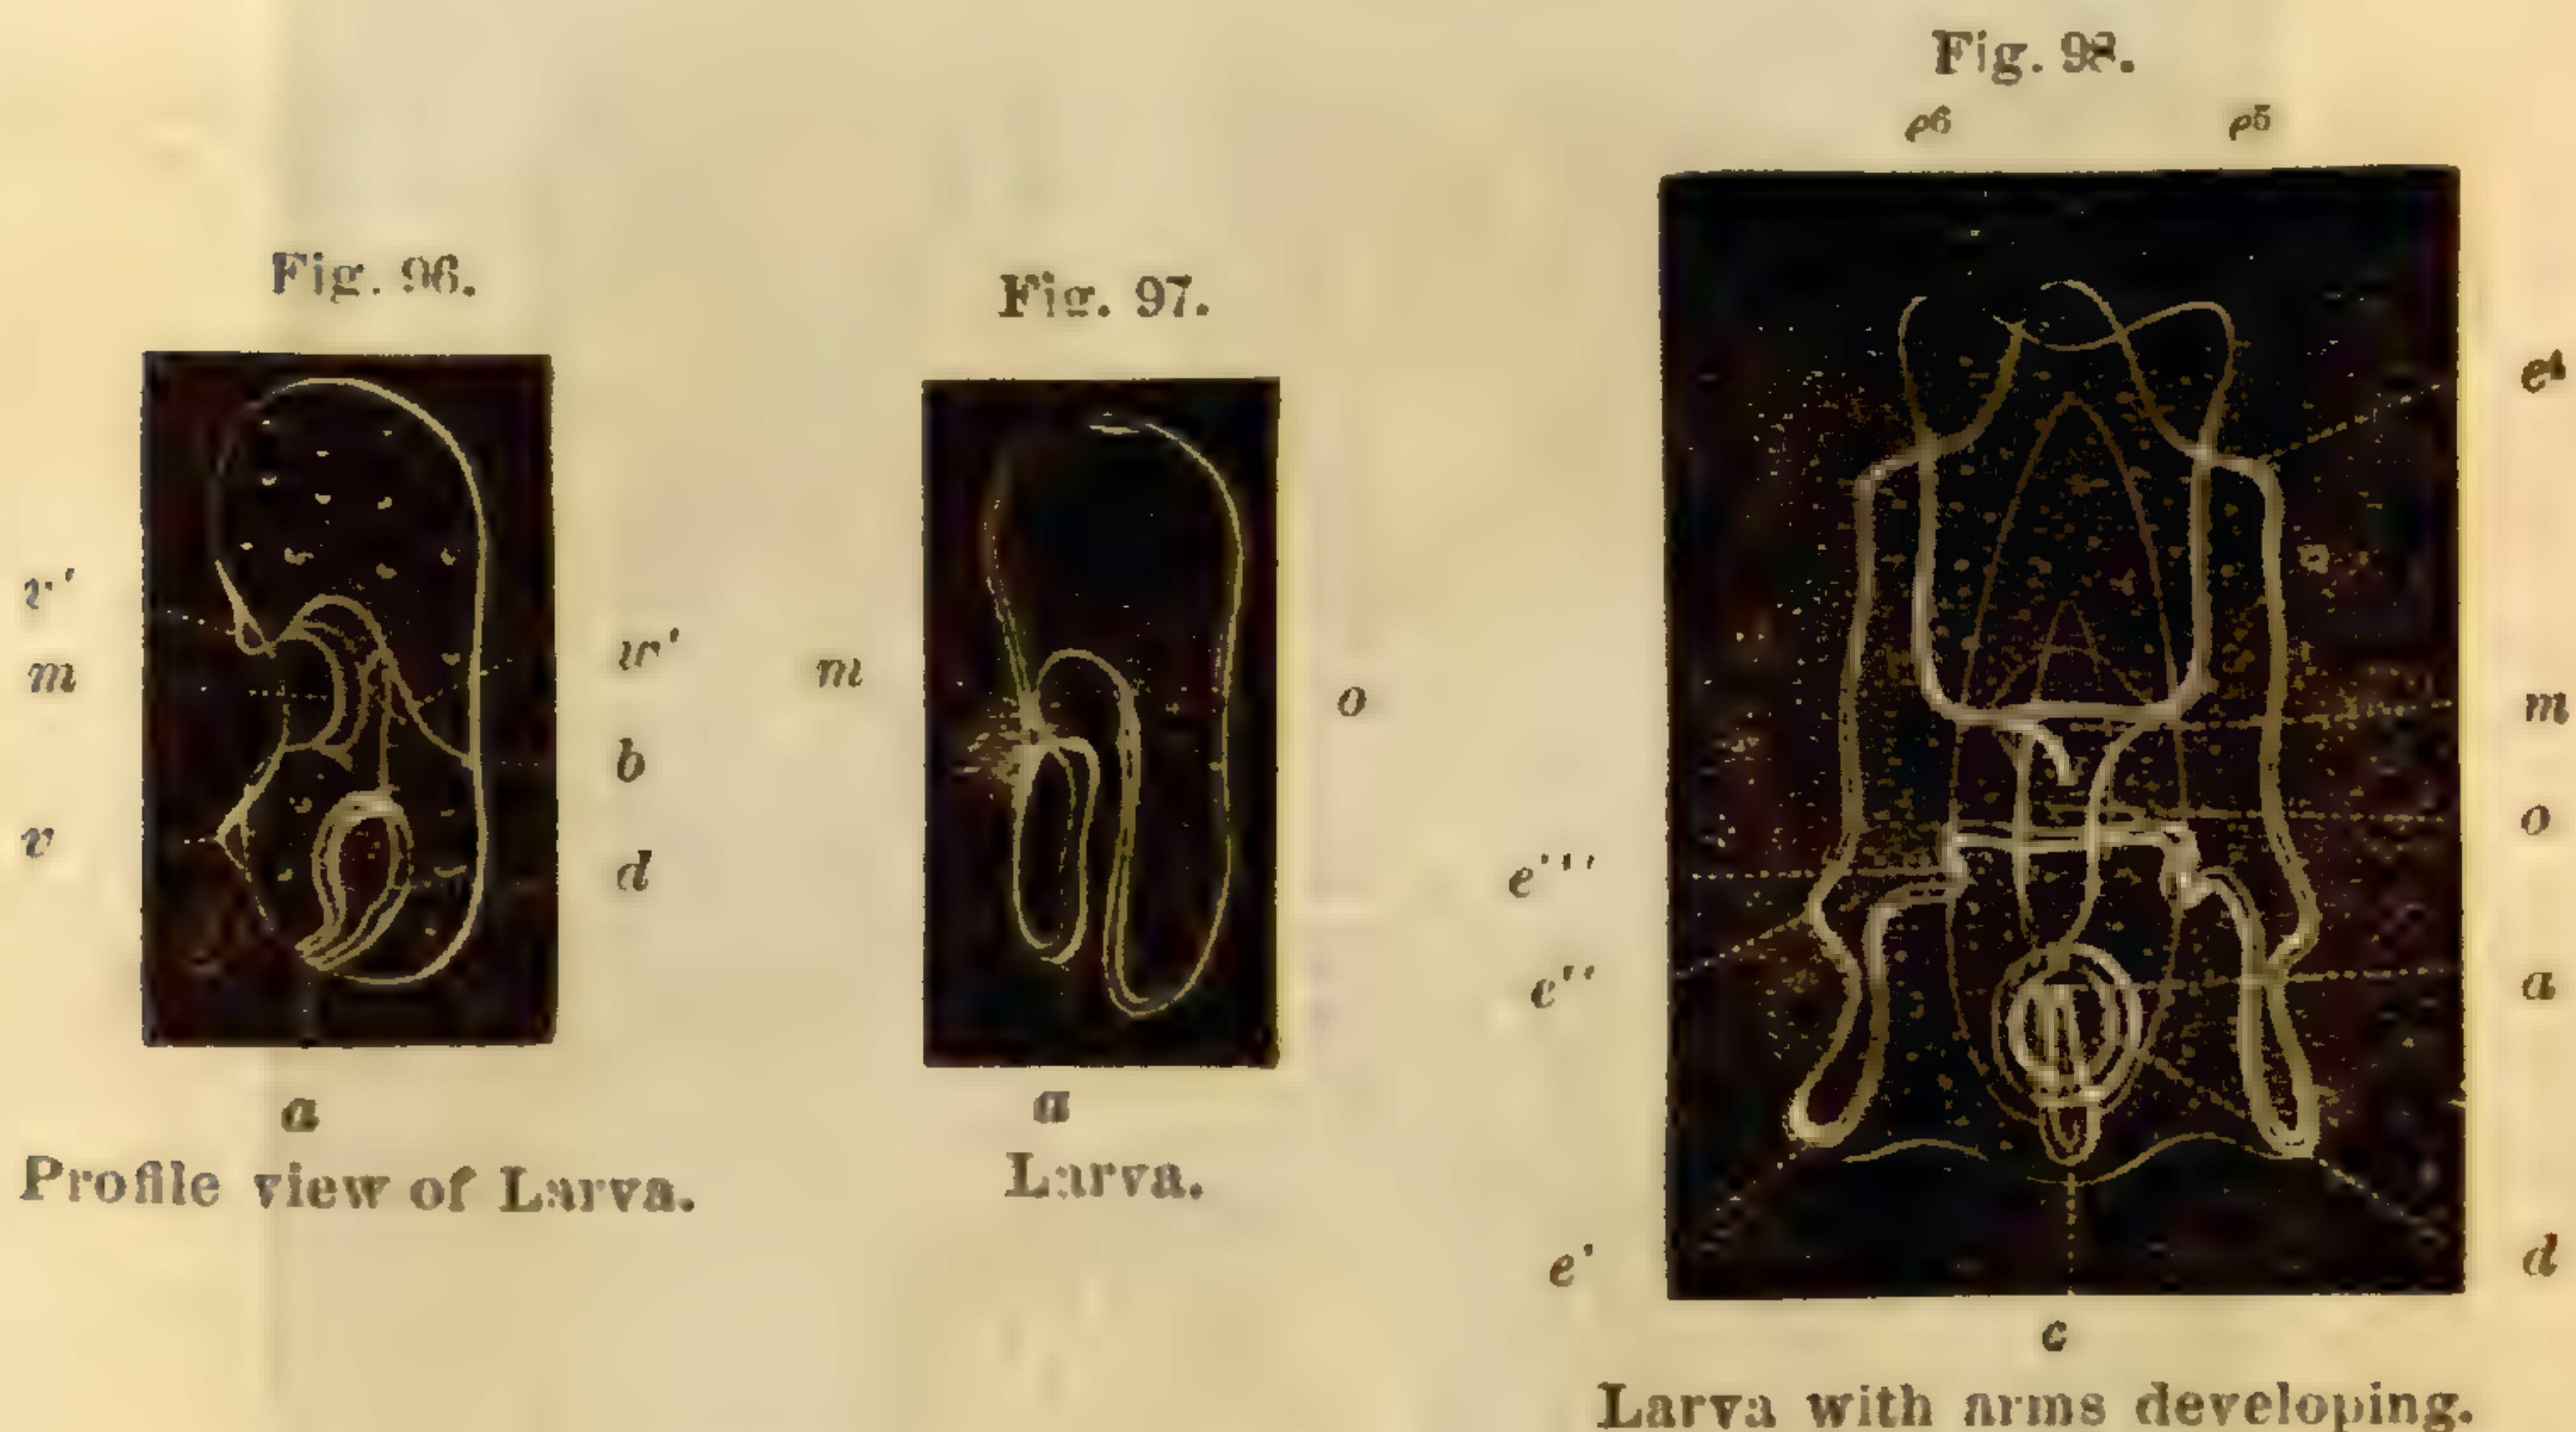 Fig. 96.
v'
m
v
w'
b
d
a
Profile view of Larva.
Fig. 97.
m
o
a
Larva.
Fig. 98.
e6 e5
e4
m
o
e'''
e''
a
e'
d
c
Larva with arms developing.